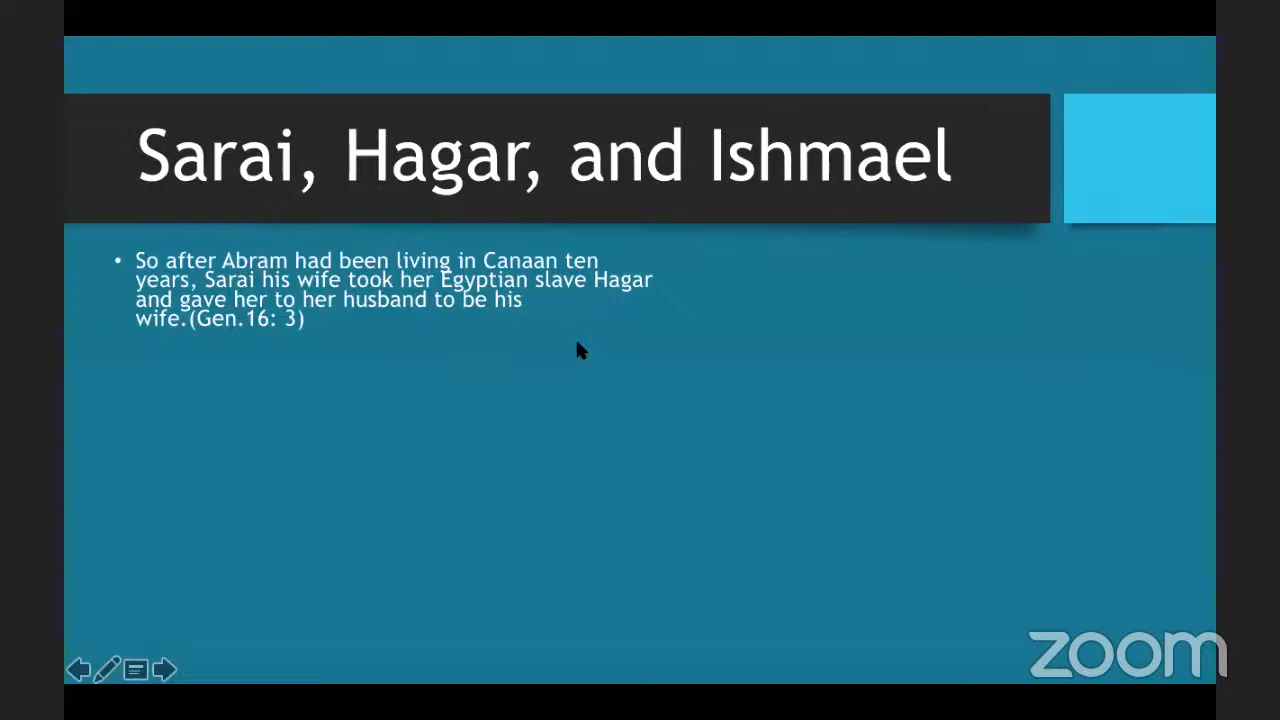 Sarai, Hagar, and Ishmael
• So after Abram had been living in Canaan ten
years, Sarai his wife took her Egyptian slave Hagar
and gave her to her husband to be his
wife.(Gen.16: 3)
zoom